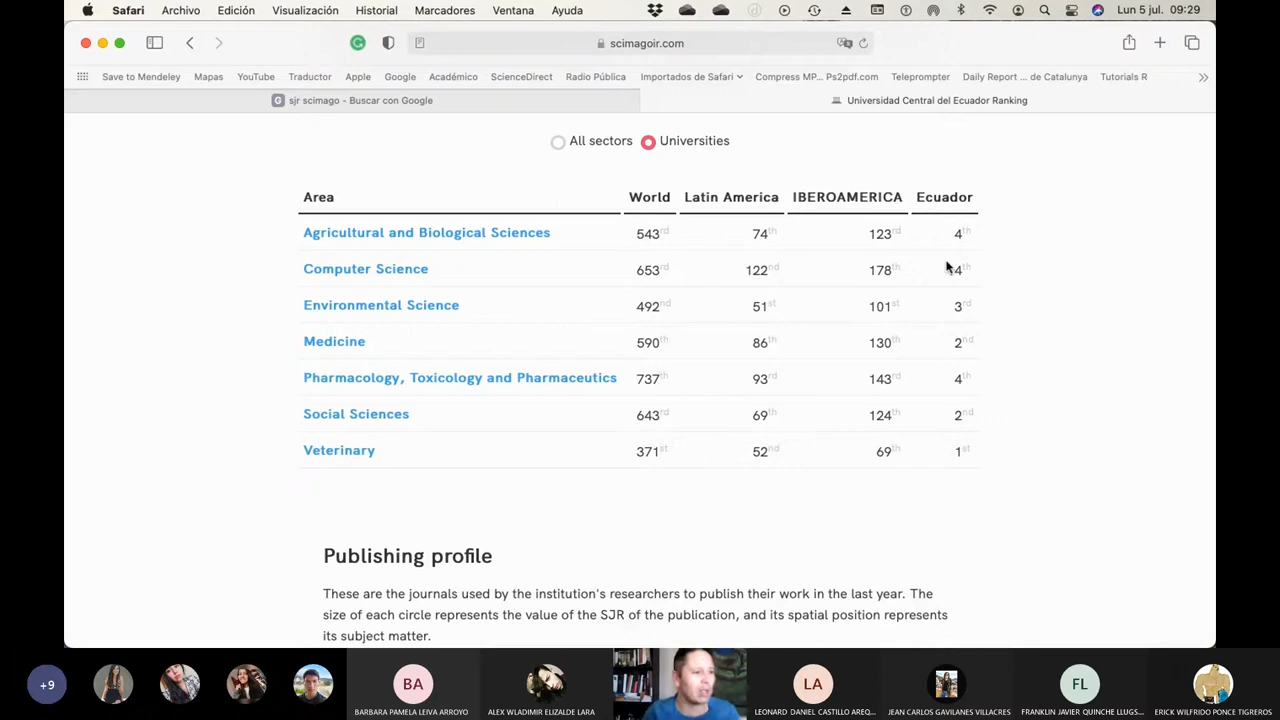 Safari Archivo Edición Visualización Historial Marcadores Ventana Ayuda Lun 5 jul. 09:29
scimagoir.com
Save to Mendeley Mapas YouTube Traductor Apple Google Académico ScienceDirect Radio Pública Importados de Safari Compress MP... Ps2pdf.com Teleprompter Daily Report ... de Catalunya Tutorials R
G sjr scimago - Buscar con Google Universidad Central del Ecuador Ranking
All sectors Universities
Area World Latin America IBEROAMERICA Ecuador
Agricultural and Biological Sciences 543rd 74th 123rd 4th
Computer Science 653rd 122nd 178th 4th
Environmental Science 492nd 51st 101st 3rd
Medicine 590th 86th 130th 2nd
Pharmacology, Toxicology and Pharmaceutics 737th 93rd 143rd 4th
Social Sciences 643rd 69th 124th 2nd
Veterinary 371st 52nd 69th 1st
Publishing profile
These are the journals used by the institution's researchers to publish their work in the last year. The
size of each circle represents the value of the SJR of the publication, and its spatial position represents
its subject matter.
+9 BA LA FL
BARBARA PAMELA LEIVA ARROYO ALEX WLADIMIR ELIZALDE LARA LEONARD DANIEL CASTILLO AREQ... JEAN CARLOS GAVILANES VILLACRES FRANKLIN JAVIER QUINCHE LLUGS... ERICK WILFRIDO PONCE TIGREROS